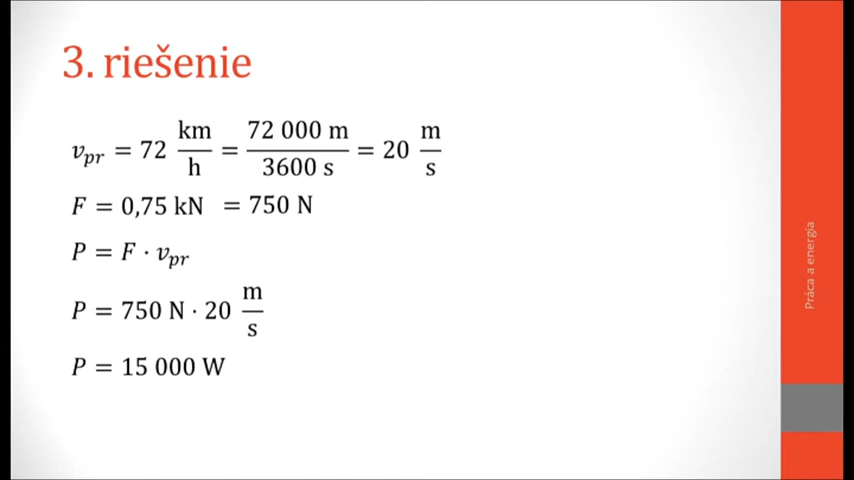 3. riešenie
v_pr = 72 km/h = 72 000 m/3600 s = 20 m/s
F = 0,75 kN = 750 N
P = F · v_pr
P = 750 N · 20 m/s
P = 15 000 W
Práca a energia